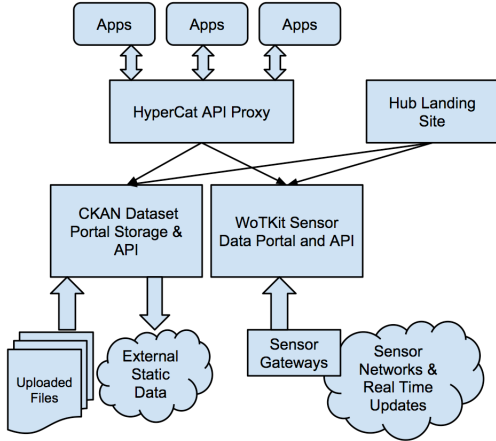 Apps
Apps
Apps
HyperCat API Proxy
Hub Landing
Site
CKAN Dataset
Portal Storage &
API
WoTKit Sensor
Data Portal and API
Uploaded
Files
External
Static
Data
Sensor
Gateways
Sensor
Networks &
Real Time
Updates